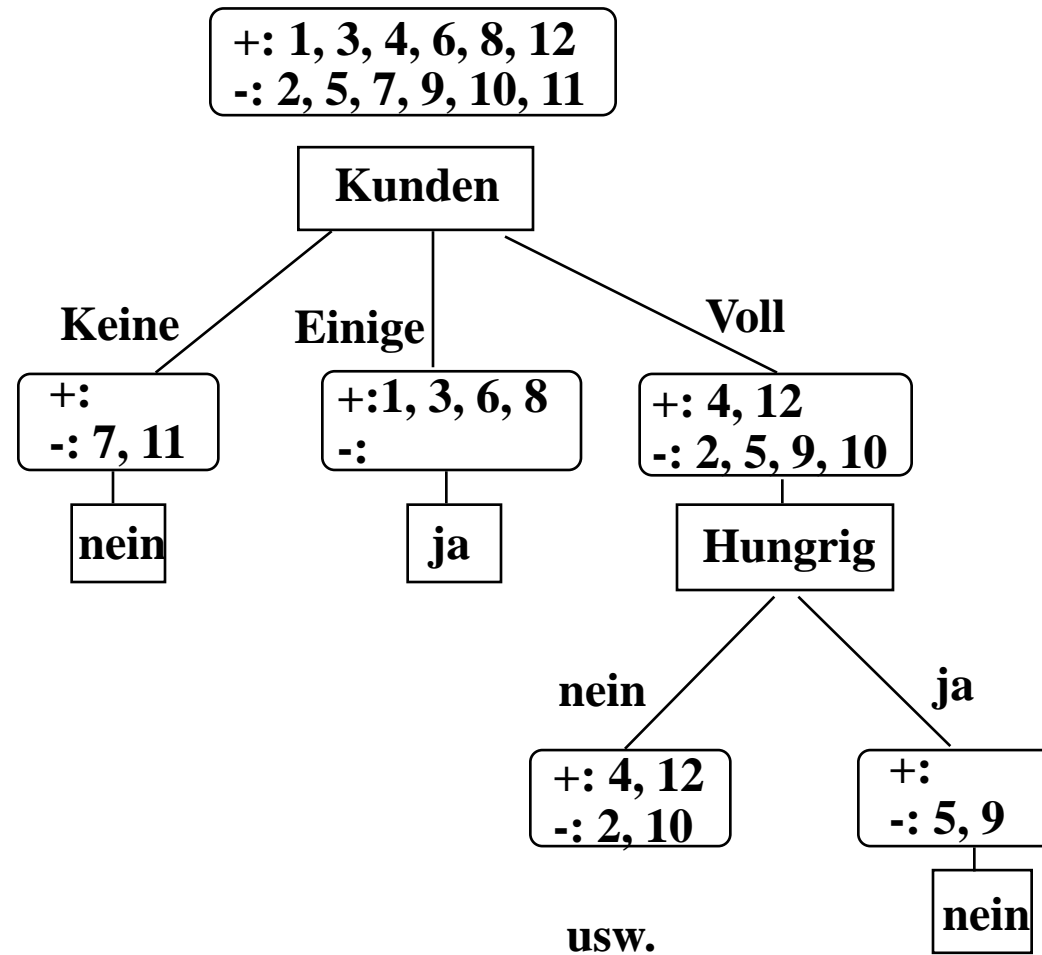 +: 1, 3, 4, 6, 8, 12
-: 2, 5, 7, 9, 10, 11
Kunden
Keine
Einige
Voll
+:
-: 7, 11
+:1, 3, 6, 8
-:
+: 4, 12
-: 2, 5, 9, 10
nein
ja
Hungrig
nein
ja
+: 4, 12
-: 2, 10
+:
-: 5, 9
nein
usw.